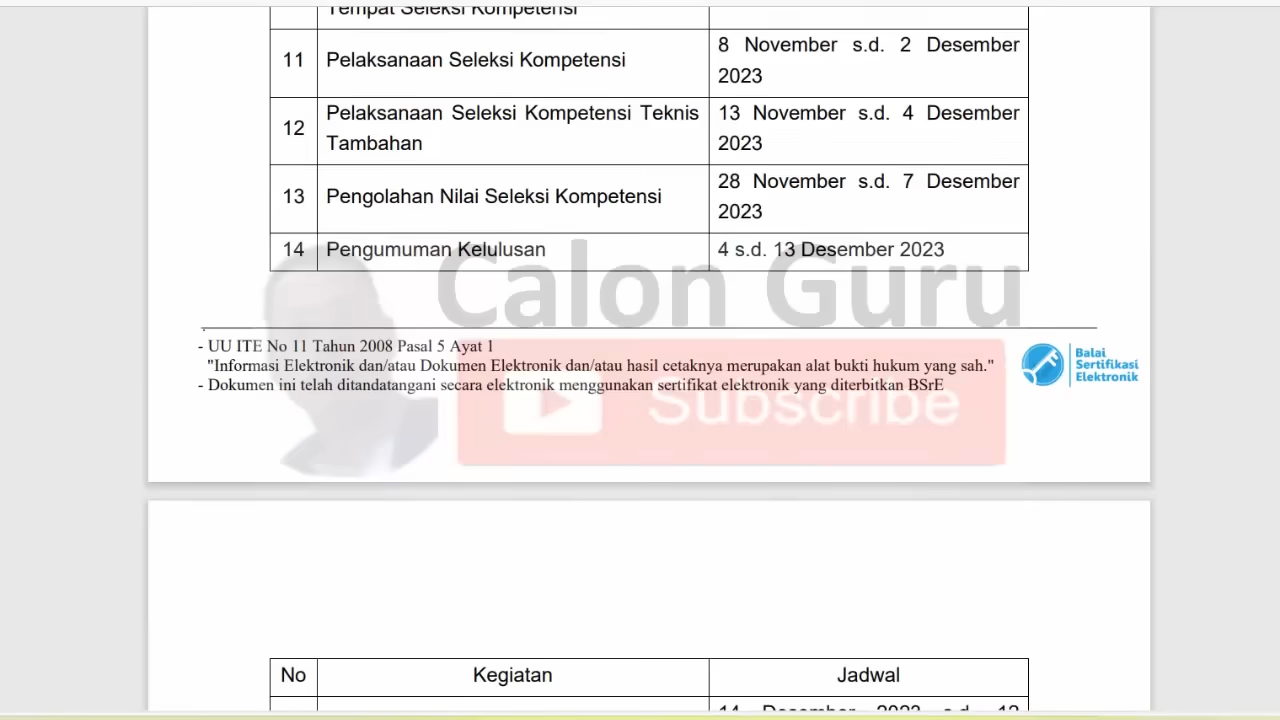 Tempat Seleksi Kompetensi
11 Pelaksanaan Seleksi Kompetensi 8 November s.d. 2 Desember
2023
12 Pelaksanaan Seleksi Kompetensi Teknis 13 November s.d. 4 Desember
Tambahan 2023
13 Pengolahan Nilai Seleksi Kompetensi 28 November s.d. 7 Desember
2023
14 Pengumuman Kelulusan 4 s.d. 13 Desember 2023
Calon Guru
- UU ITE No 11 Tahun 2008 Pasal 5 Ayat 1
"Informasi Elektronik dan/atau Dokumen Elektronik dan/atau hasil cetaknya merupakan alat bukti hukum yang sah."
- Dokumen ini telah ditandatangani secara elektronik menggunakan sertifikat elektronik yang diterbitkan BSrE
Balai
Sertifikasi
Elektronik
Subscribe
No Kegiatan Jadwal
14 Desember 2023 s.d. 12